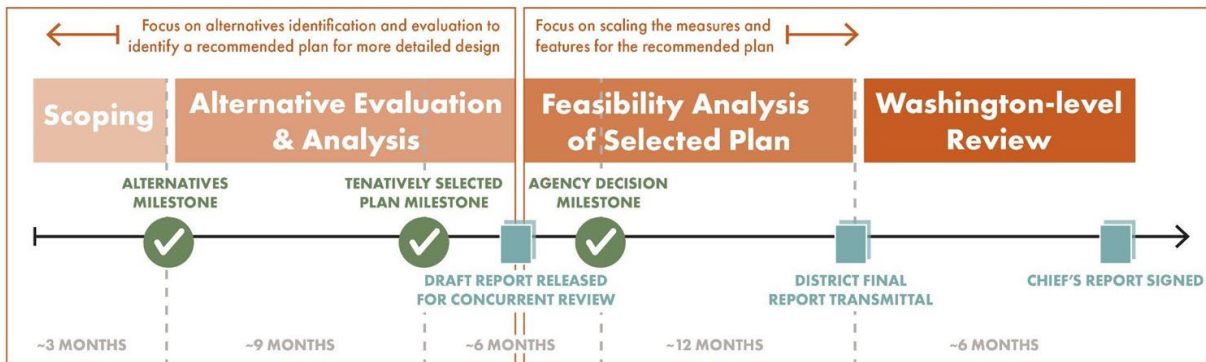 Focus on alternatives identification and evaluation to
identify a recommended plan for more detailed design
Focus on scaling the measures and
features for the recommended plan
Scoping
Alternative Evaluation
& Analysis
Feasibility Analysis
of Selected Plan
Washington-level
Review
ALTERNATIVES
MILESTONE
TENATIVELY SELECTED
PLAN MILESTONE
AGENCY DECISION
MILESTONE
DRAFT REPORT RELEASED
FOR CONCURRENT REVIEW
DISTRICT FINAL
REPORT TRANSMITTAL
CHIEF'S REPORT SIGNED
~3 MONTHS
~9 MONTHS
~6 MONTHS
~12 MONTHS
~6 MONTHS